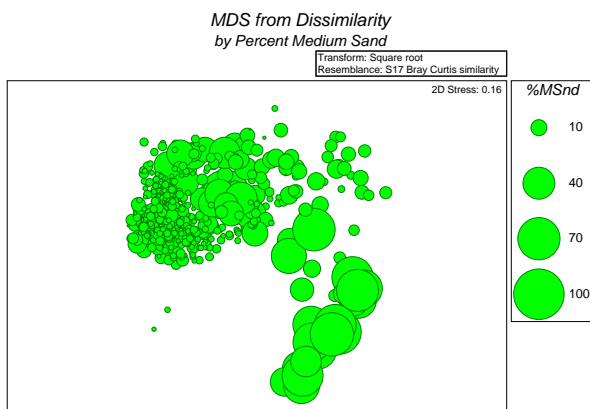 MDS from Dissimilarity
by Percent Medium Sand
Transform: Square root
Resemblance: S17 Bray Curtis similarity
2D Stress: 0.16
%MSnd
10
40
70
100